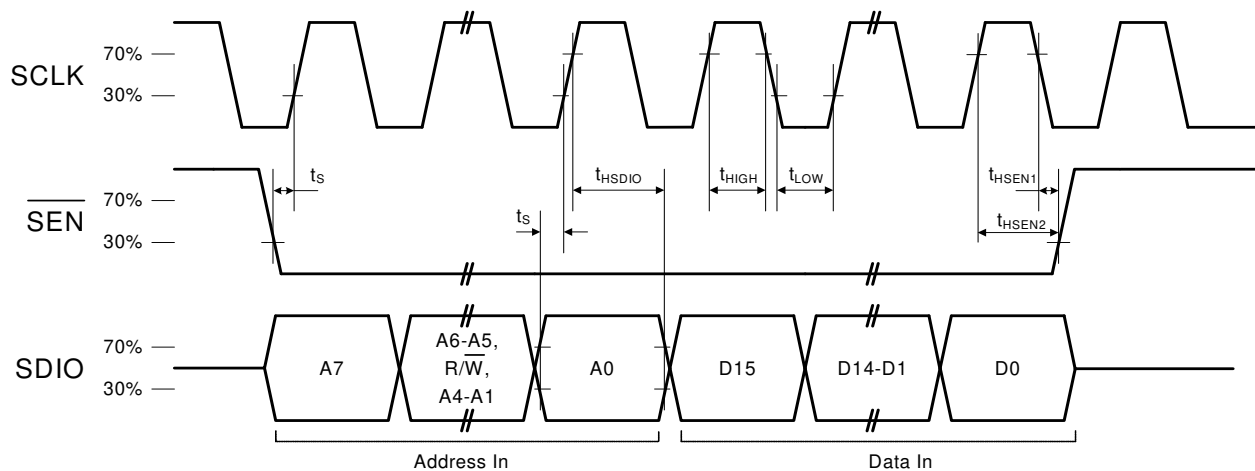 SCLK
70%
30%
SEN
70%
30%
tS
tS
tHSDIO
tHIGH
tLOW
tHSEN1
tHSEN2
SDIO
70%
30%
A7
A6-A5,
R/W,
A4-A1
A0
D15
D14-D1
D0
Address In
Data In